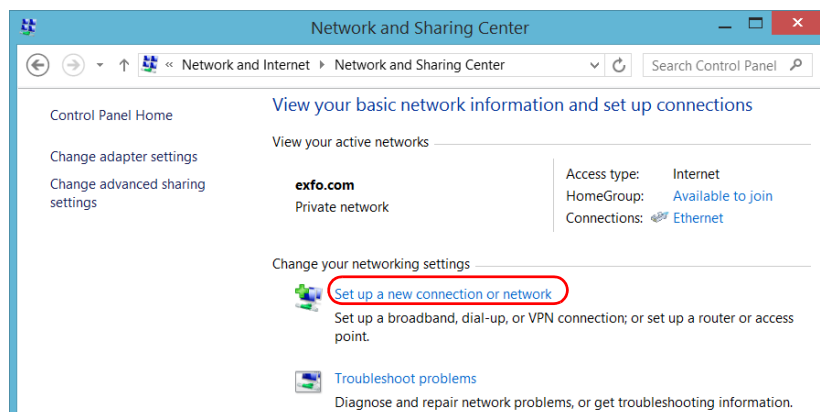 Network and Sharing Center
« Network and Internet Network and Sharing Center
Search Control Panel
Control Panel Home
Change adapter settings
Change advanced sharing
settings
View your basic network information and set up connections
View your active networks
exfo.com
Private network
Access type: Internet
HomeGroup: Available to join
Connections: Ethernet
Change your networking settings
Set up a new connection or network
Set up a broadband, dial-up, or VPN connection; or set up a router or access
point.
Troubleshoot problems
Diagnose and repair network problems, or get troubleshooting information.